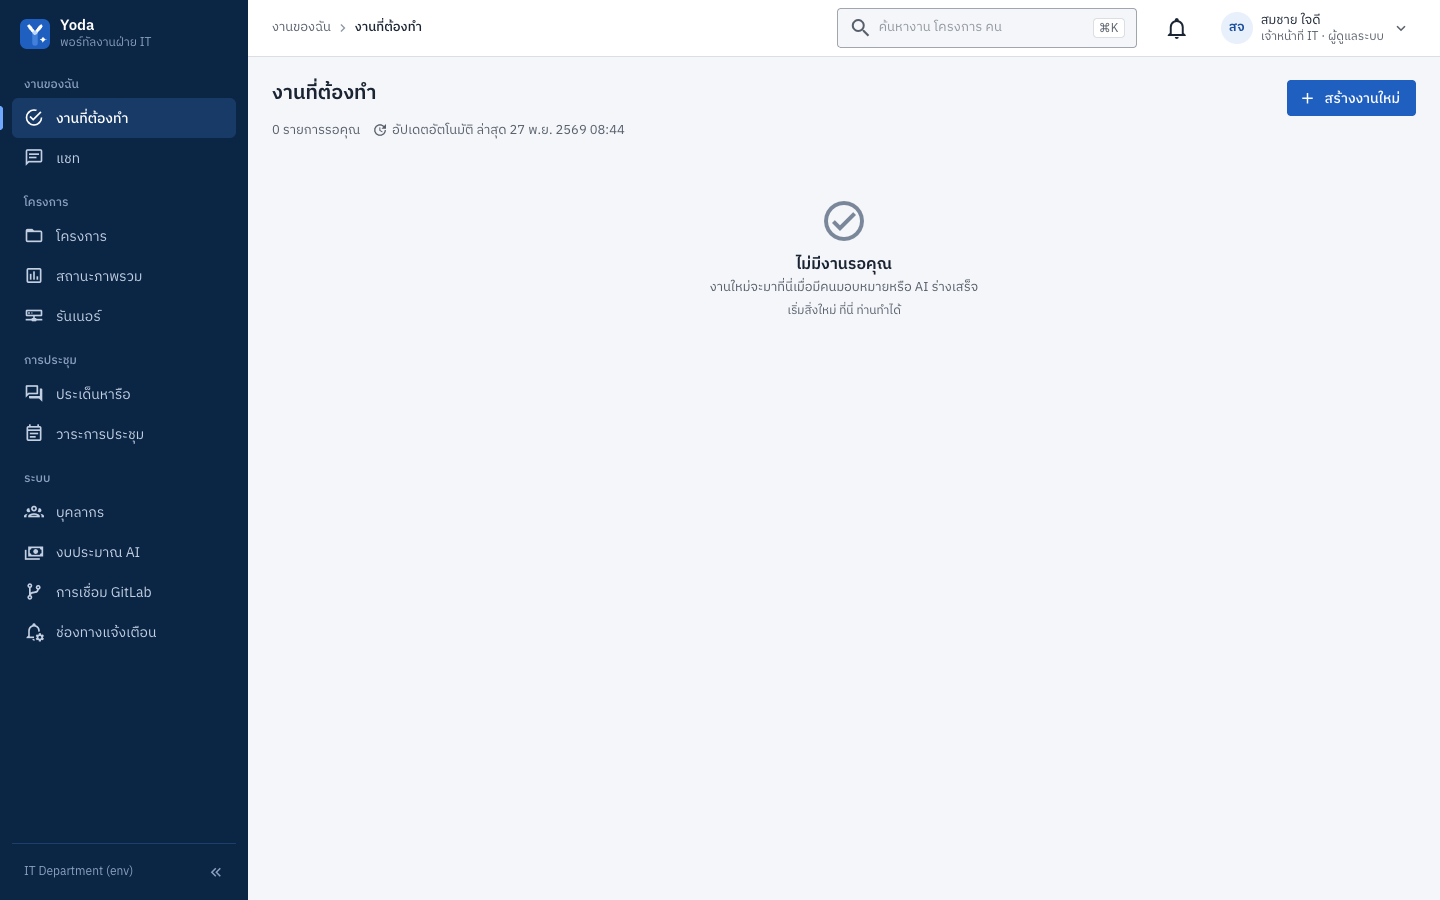 Yoda
พอร์ทัลงานฝ่าย IT
งานของฉัน
งานที่ต้องทำ
แชท
โครงการ
โครงการ
สถานะภาพรวม
รันเนอร์
การประชุม
ประเด็นหารือ
วาระการประชุม
ระบบ
บุคลากร
งบประมาณ AI
การเชื่อม GitLab
ช่องทางแจ้งเตือน
IT Department (env)
งานของฉัน > งานที่ต้องทำ
ค้นหางาน โครงการ คน ⌘K
สจ
สมชาย ใจดี
เจ้าหน้าที่ IT · ผู้ดูแลระบบ
งานที่ต้องทำ
+ สร้างงานใหม่
0 รายการรอคุณ อัปเดตอัตโนมัติ ล่าสุด 27 พ.ย. 2569 08:44
ไม่มีงานรอคุณ
งานใหม่จะมาที่นี่เมื่อมีคนมอบหมายหรือ AI ร่างเสร็จ
เริ่มสิ่งใหม่ ที่นี่ ท่านทำได้